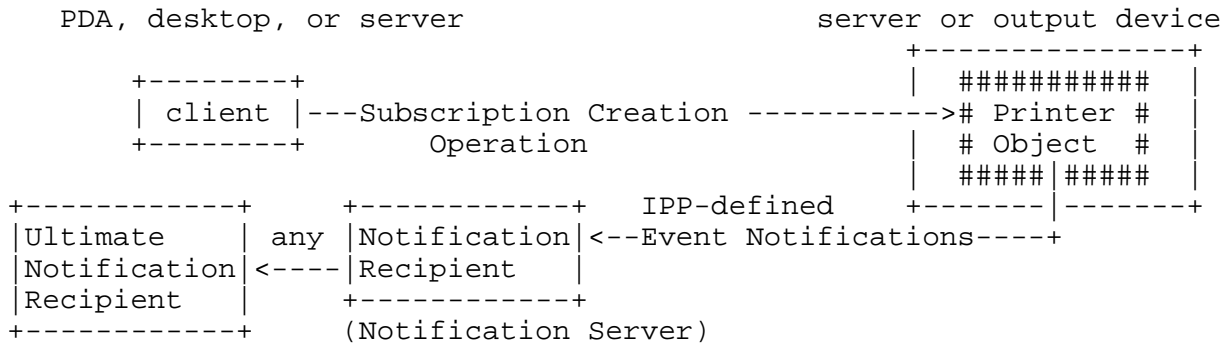 PDA, desktop, or server                    server or output device
                                                      +---------------+
      +--------+                                      |  ###########  |
      | client |---Subscription Creation -----------># Printer #  |
      +--------+        Operation                     |  # Object  #  |
                                                      |  #####|#####  |
+------------+     +------------+   IPP-defined    +-------|-------+
|Ultimate    | any |Notification|<--Event Notifications----+
|Notification|<----|Recipient   |
|Recipient   |     +------------+
+------------+     (Notification Server)